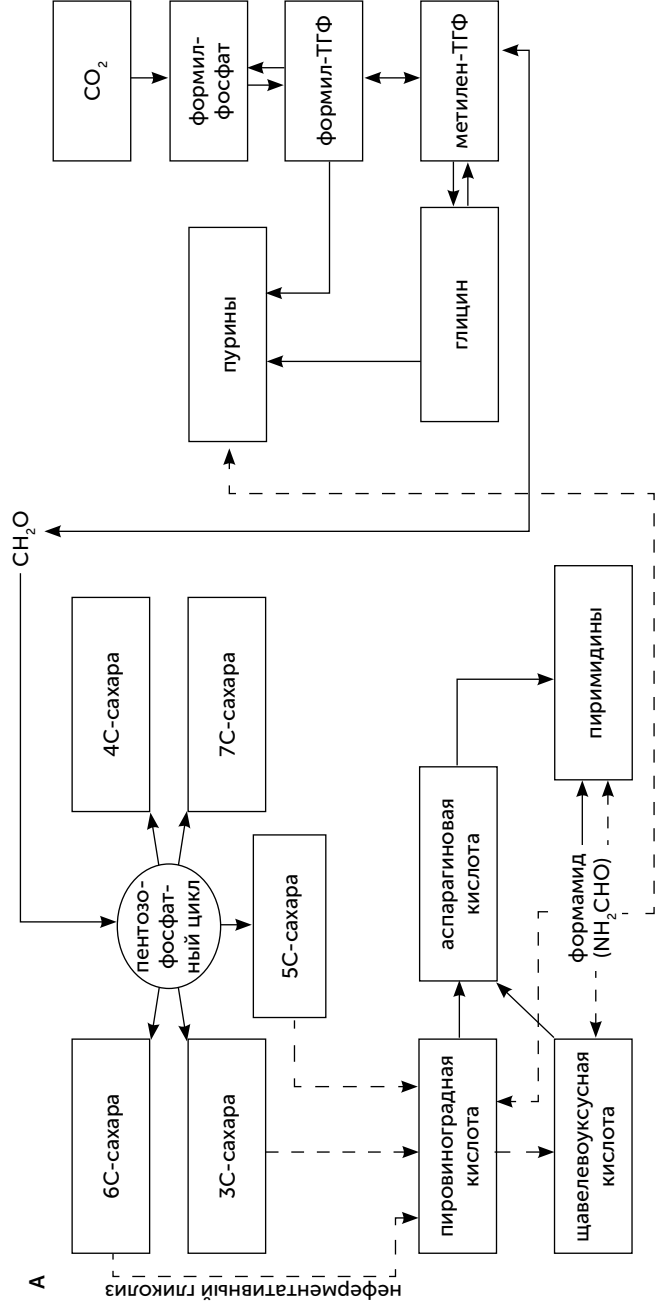 А
неферментативный гликолиз
6С-сахара
3С-сахара
5С-сахара
пентозо-
фосфат-
ный цикл
4С-сахара
7С-сахара
CH₂O
пировиноградная
кислота
щавелевоуксусная
кислота
аспарагиновая
кислота
формамид
(NH₂CHO)
пиримидины
пурины
глицин
CO₂
формил-
фосфат
формил-ТГФ
метилен-ТГФ